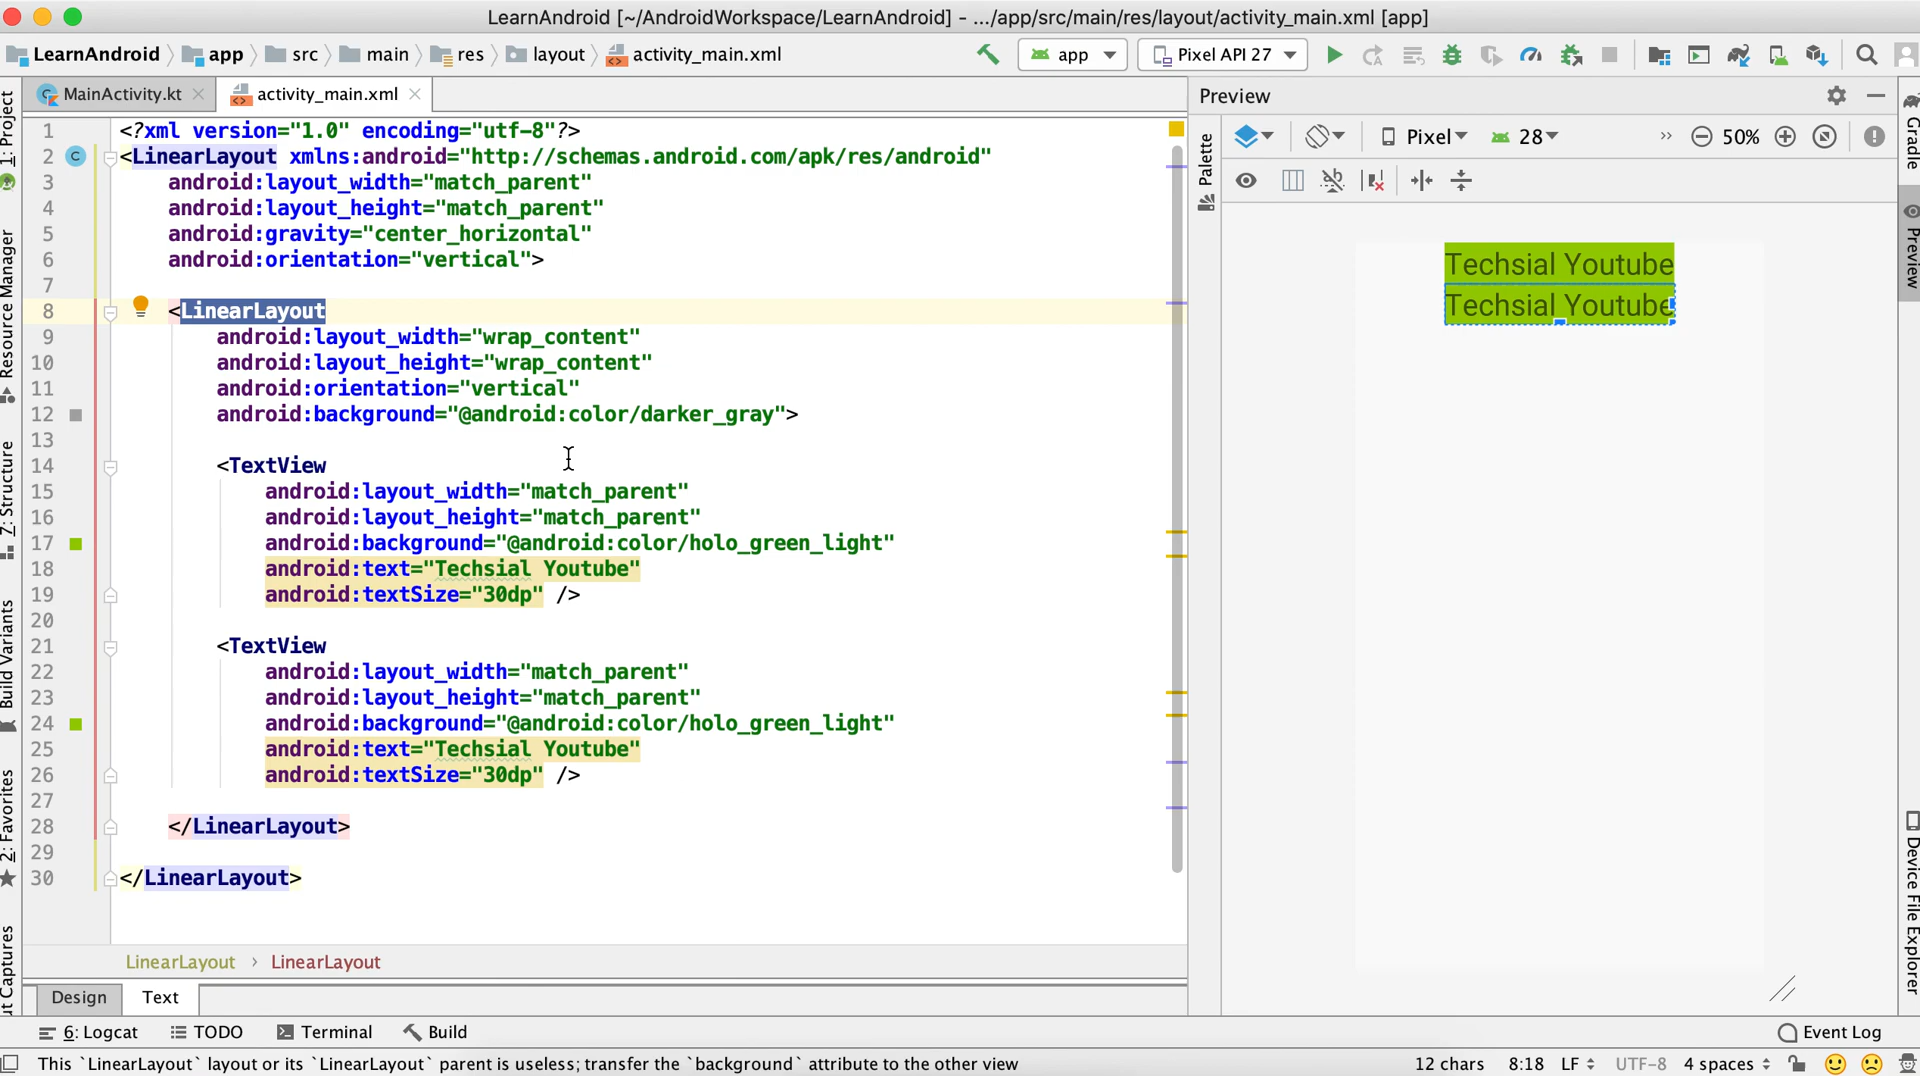 LearnAndroid [~/AndroidWorkspace/LearnAndroid] - .../app/src/main/res/layout/activity_main.xml [app]
LearnAndroid app src main res layout activity_main.xml app Pixel API 27
MainActivity.kt activity_main.xml Preview
1 <?xml version="1.0" encoding="utf-8"?>
2 <LinearLayout xmlns:android="http://schemas.android.com/apk/res/android"
3 android:layout_width="match_parent"
4 android:layout_height="match_parent"
5 android:gravity="center_horizontal"
6 android:orientation="vertical">
7
8 <LinearLayout
9 android:layout_width="wrap_content"
10 android:layout_height="wrap_content"
11 android:orientation="vertical"
12 android:background="@android:color/darker_gray">
13
14 <TextView
15 android:layout_width="match_parent"
16 android:layout_height="match_parent"
17 android:background="@android:color/holo_green_light"
18 android:text="Techsial Youtube"
19 android:textSize="30dp" />
20
21 <TextView
22 android:layout_width="match_parent"
23 android:layout_height="match_parent"
24 android:background="@android:color/holo_green_light"
25 android:text="Techsial Youtube"
26 android:textSize="30dp" />
27
28 </LinearLayout>
29
30 </LinearLayout>
LinearLayout › LinearLayout
Design Text
1: Project
Resource Manager
7: Structure
Build Variants
2: Favorites
Captures
Palette
Pixel 28 » 50%
Techsial Youtube
Techsial Youtube
Gradle
Preview
Device File Explorer
6: Logcat TODO Terminal Build Event Log
This `LinearLayout` layout or its `LinearLayout` parent is useless; transfer the `background` attribute to the other view 12 chars 8:18 LF UTF-8 4 spaces